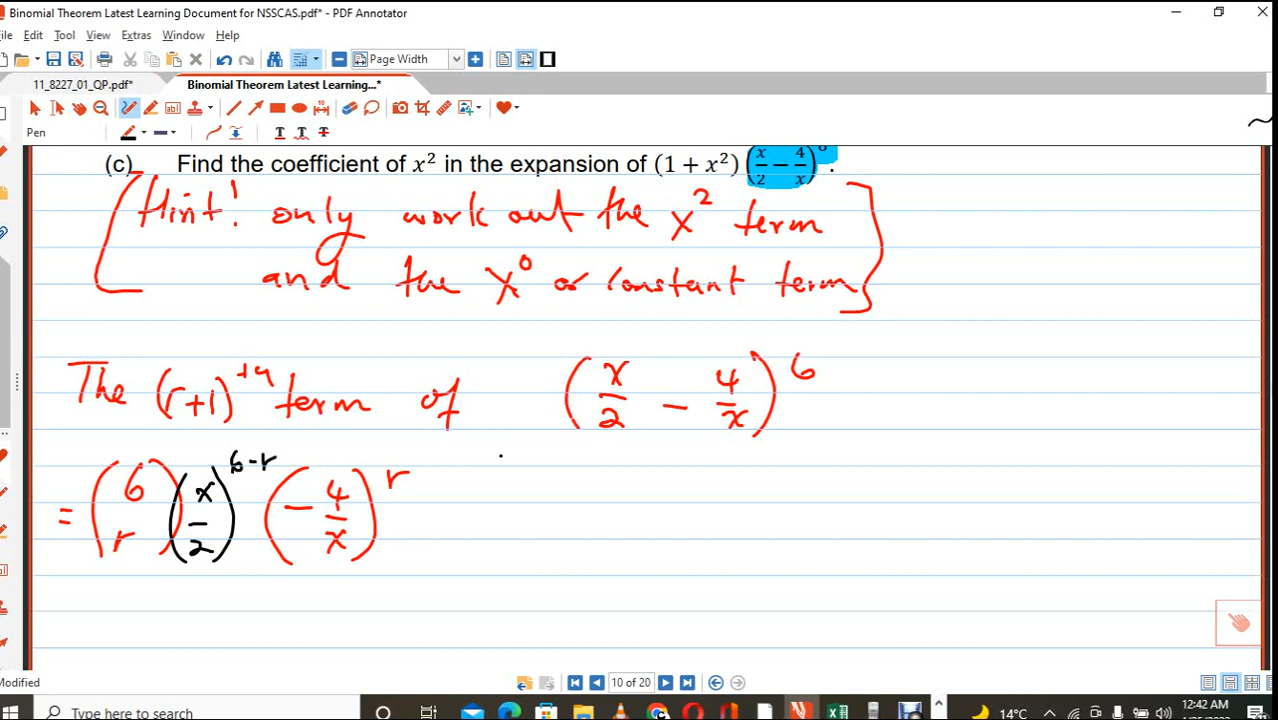 Binomial Theorem Latest Learning Document for NSSCAS.pdf* - PDF Annotator
Edit View Tool Extras Window Help
Page Width
11_8227_01_QP.pdf* Binomial Theorem Latest Learning...*
Pen
(c) Find the coefficient of x² in the expansion of (1 + x²) (x/2 − 4/x)⁶ .
Hint! only work out the x² term
and the x⁰ or constant term
The (r+1)th term of (x/2 − 4/x)⁶
= (6 r) (x/2)^(6-r) (−4/x)^r
10 of 20
Modified
Type here to search
14°C
12:42 AM